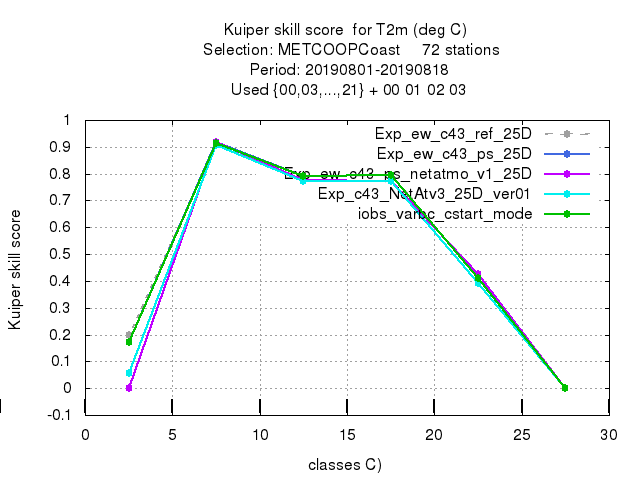 Kuiper skill score  for T2m (deg C)
Selection: METCOOPCoast     72 stations
Period: 20190801-20190818
Used {00,03,...,21} + 00 01 02 03
Exp_ew_c43_ref_25D
Exp_ew_c43_ps_25D
Exp_ew_c43_ps_netatmo_v1_25D
Exp_c43_NetAtv3_25D_ver01
iobs_varbc_cstart_mode
1
0.9
0.8
0.7
0.6
0.5
0.4
0.3
0.2
0.1
0
-0.1
Kuiper skill score
0 5 10 15 20 25 30
classes C)